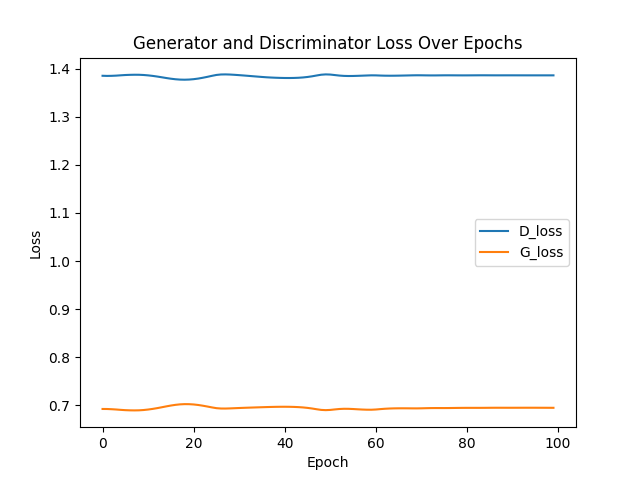 Generator and Discriminator Loss Over Epochs
1.4
1.3
1.2
1.1
1.0
0.9
0.8
0.7
Loss
D_loss
G_loss
0 20 40 60 80 100
Epoch